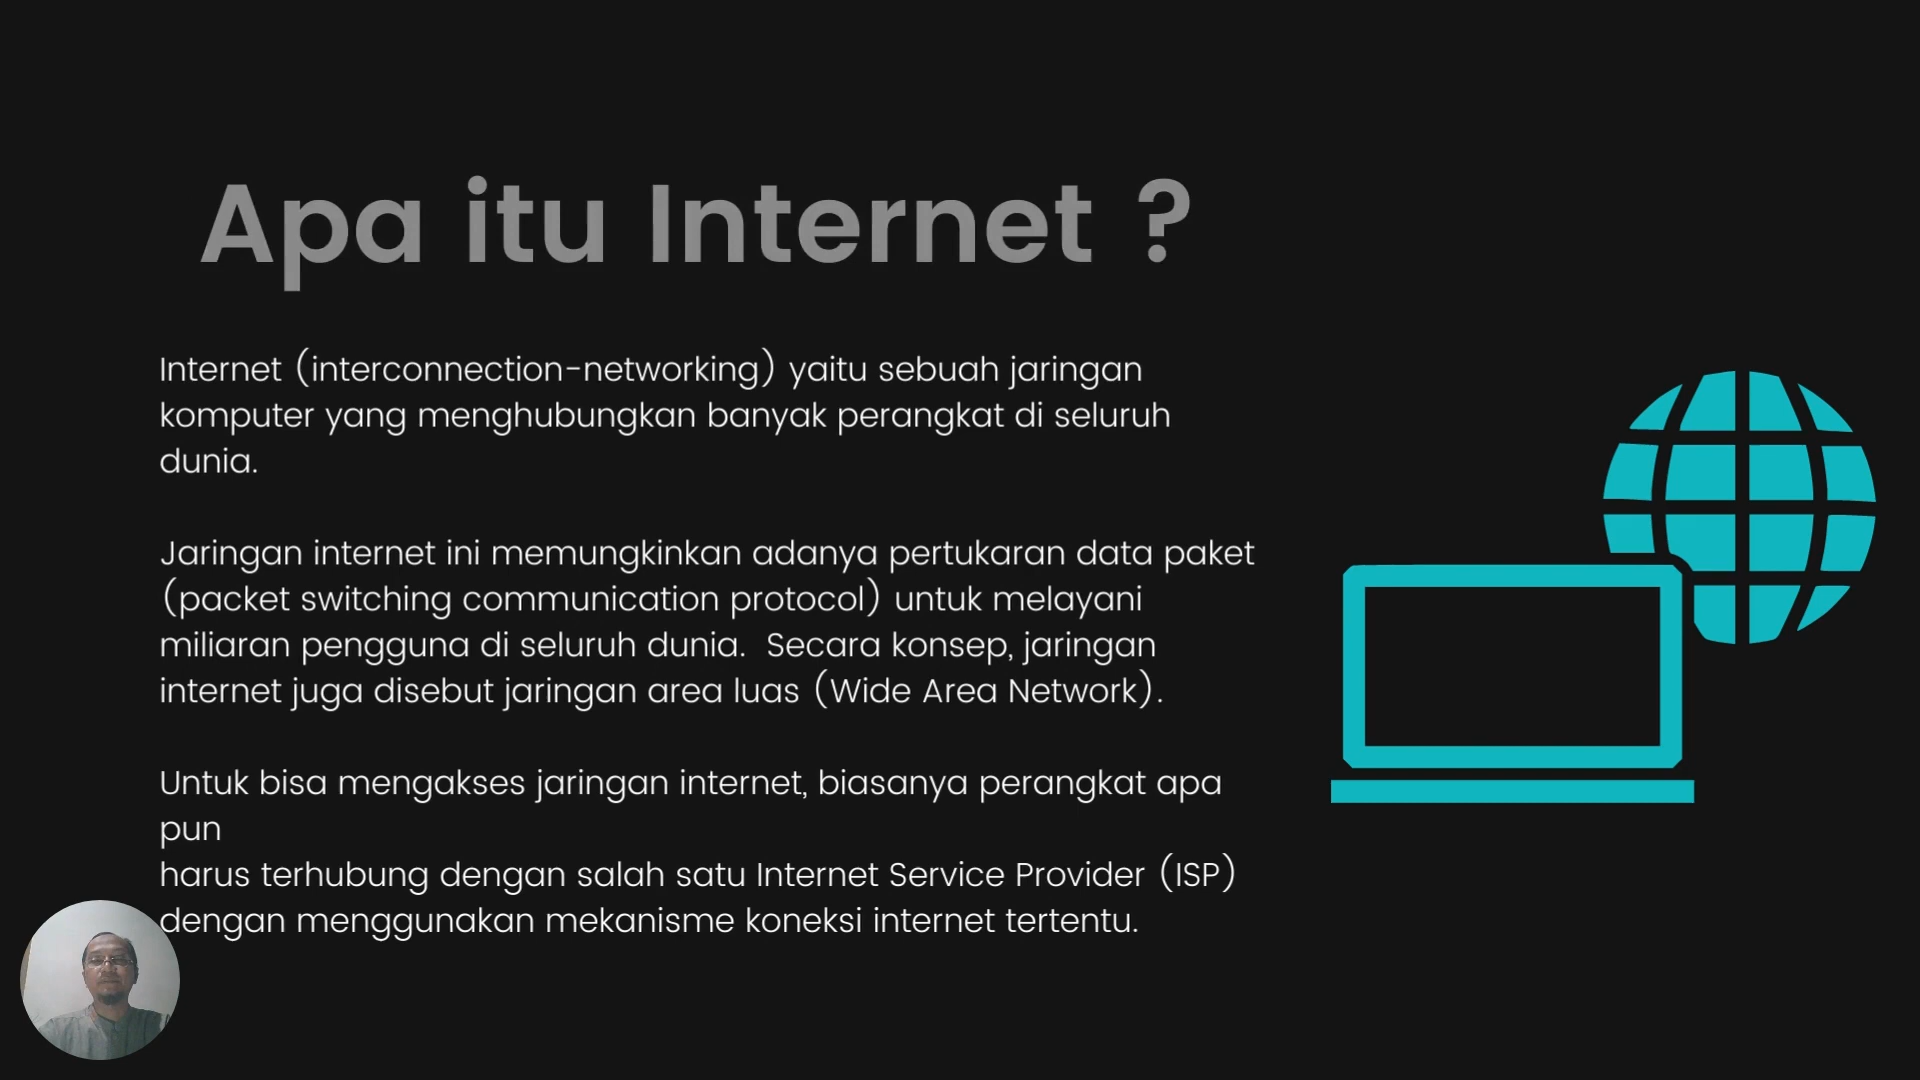 Apa itu Internet ?
Internet (interconnection-networking) yaitu sebuah jaringan
komputer yang menghubungkan banyak perangkat di seluruh
dunia.
Jaringan internet ini memungkinkan adanya pertukaran data paket
(packet switching communication protocol) untuk melayani
miliaran pengguna di seluruh dunia.  Secara konsep, jaringan
internet juga disebut jaringan area luas (Wide Area Network).
Untuk bisa mengakses jaringan internet, biasanya perangkat apa
pun
harus terhubung dengan salah satu Internet Service Provider (ISP)
dengan menggunakan mekanisme koneksi internet tertentu.